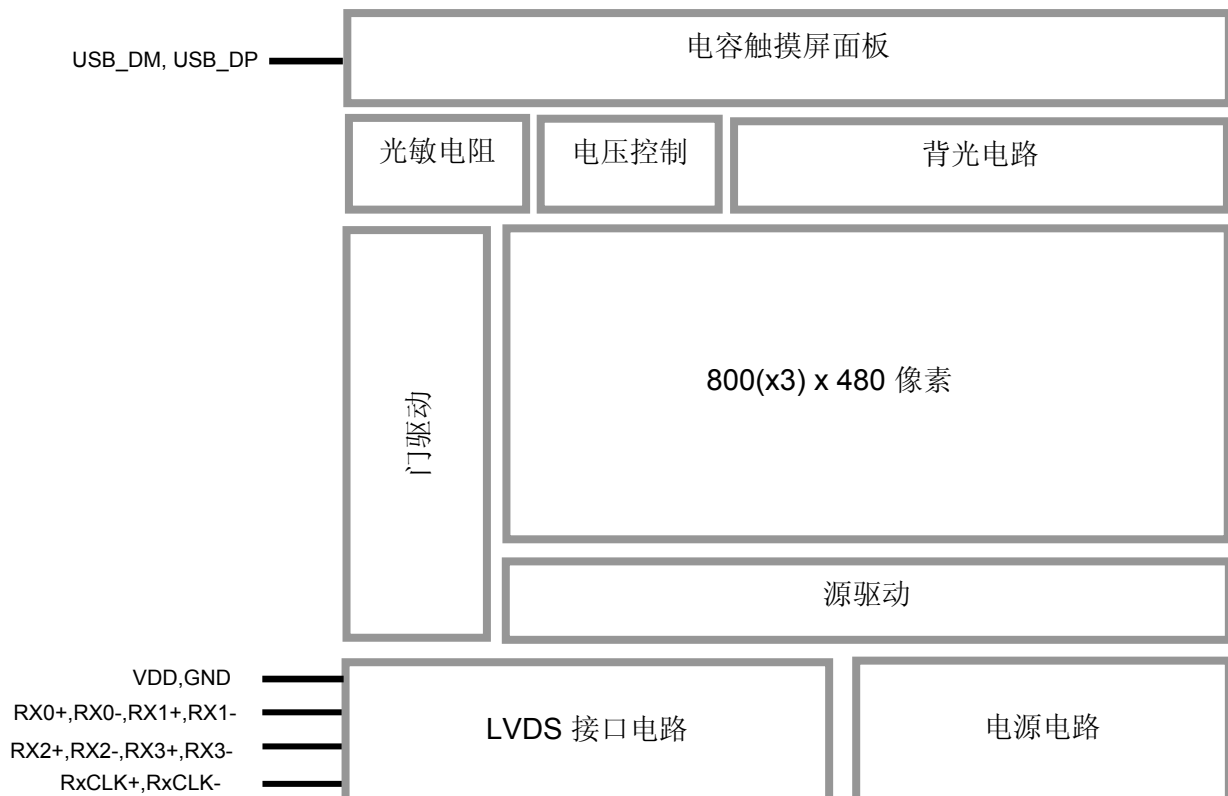 电容触摸屏面板
USB_DM, USB_DP
光敏电阻
电压控制
背光电路
800(x3) x 480 像素
门驱动
源驱动
VDD,GND
RX0+,RX0-,RX1+,RX1-
RX2+,RX2-,RX3+,RX3-
RxCLK+,RxCLK-
LVDS 接口电路
电源电路